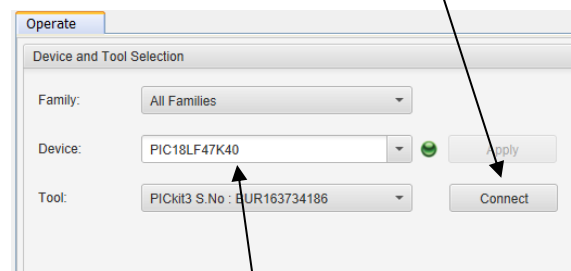 Operate
Device and Tool Selection
Family: All Families
Device: PIC18LF47K40 Apply
Tool: PICkit3 S.No : BUR163734186 Connect